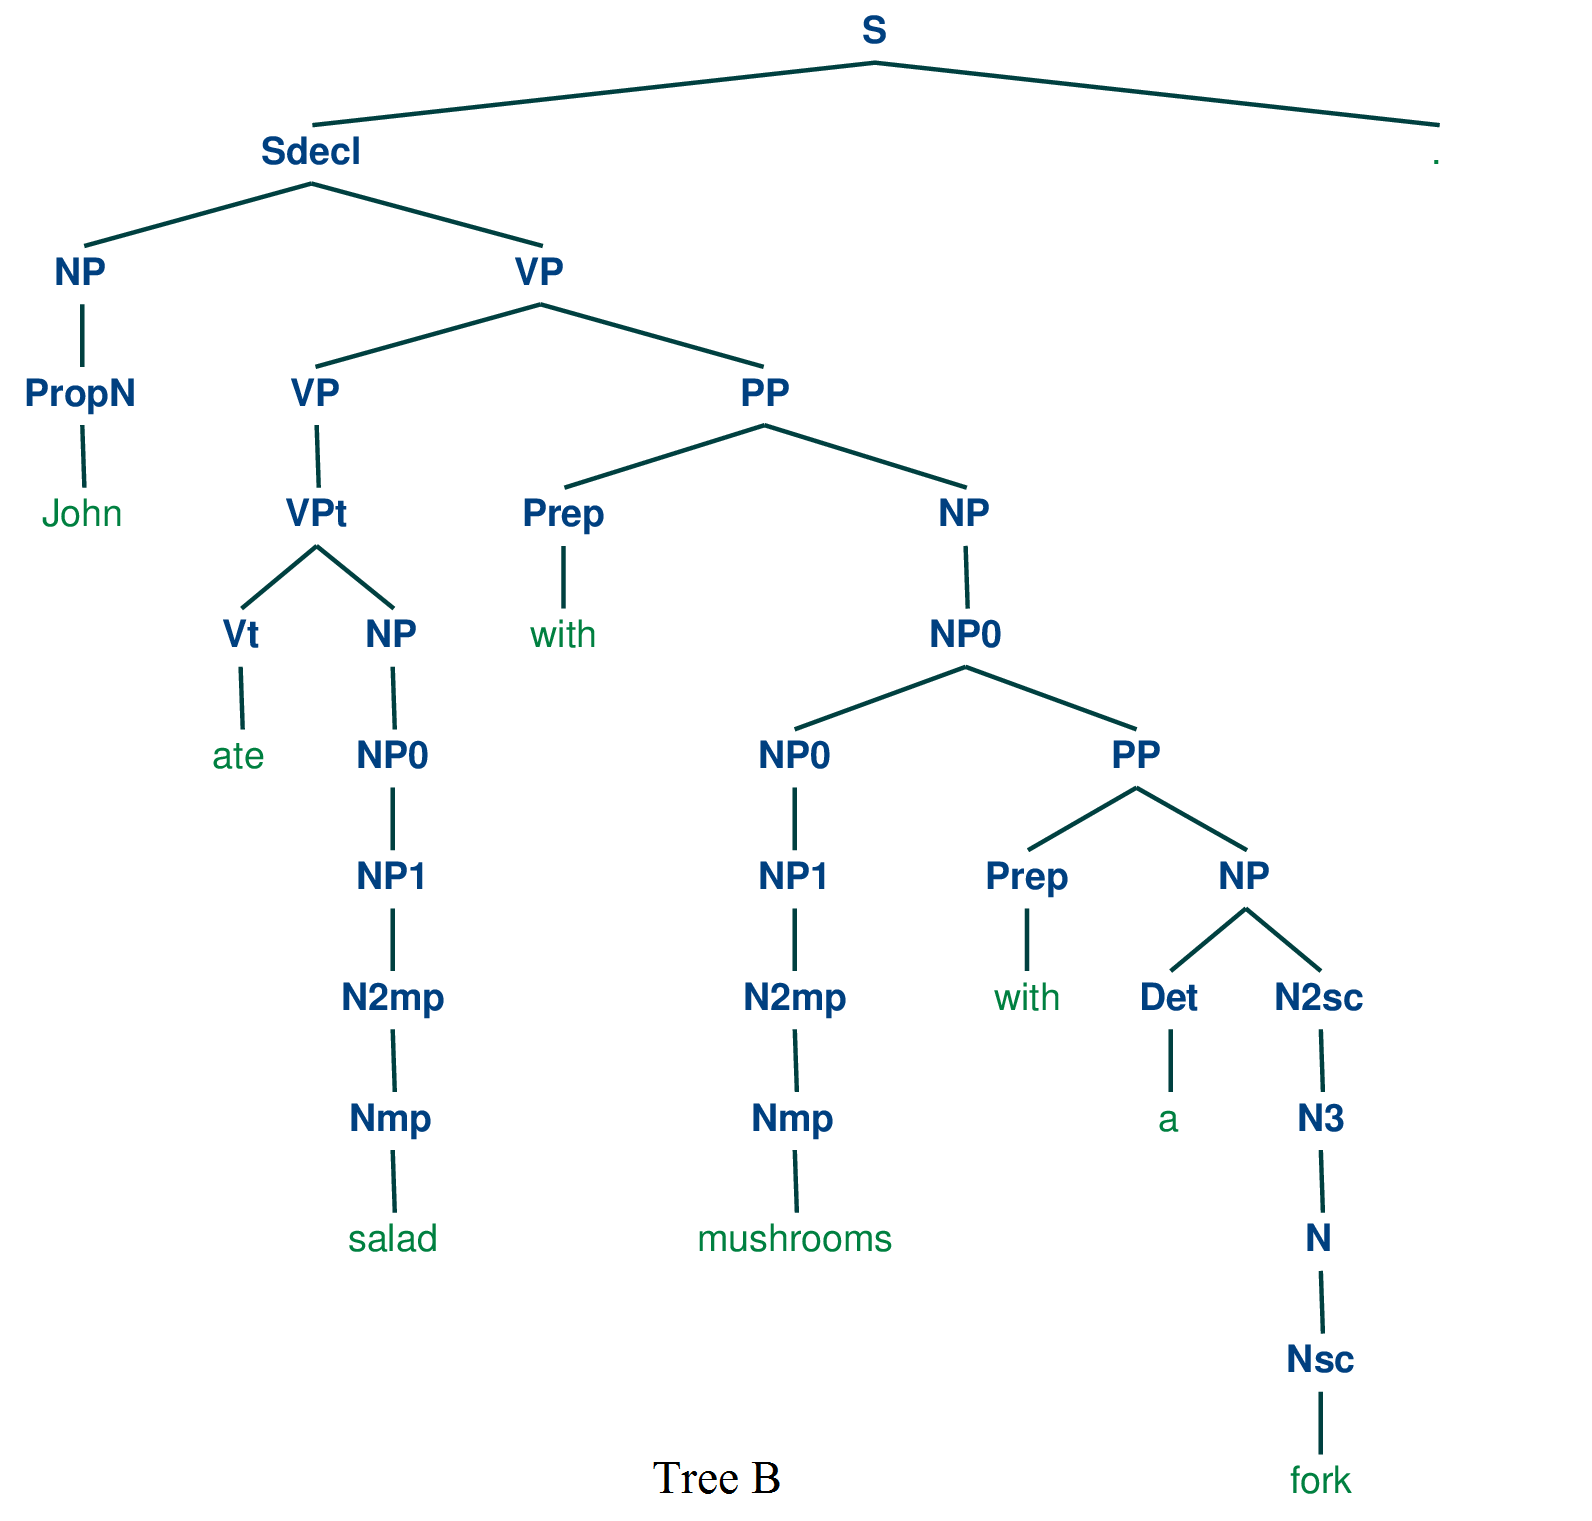 S
Sdecl .
NP VP
PropN VP PP
John VPt Prep NP
Vt NP with NP0
ate NP0 NP0 PP
NP1 NP1 Prep NP
N2mp N2mp with Det N2sc
Nmp Nmp a N3
salad mushrooms N
Nsc
Tree B fork